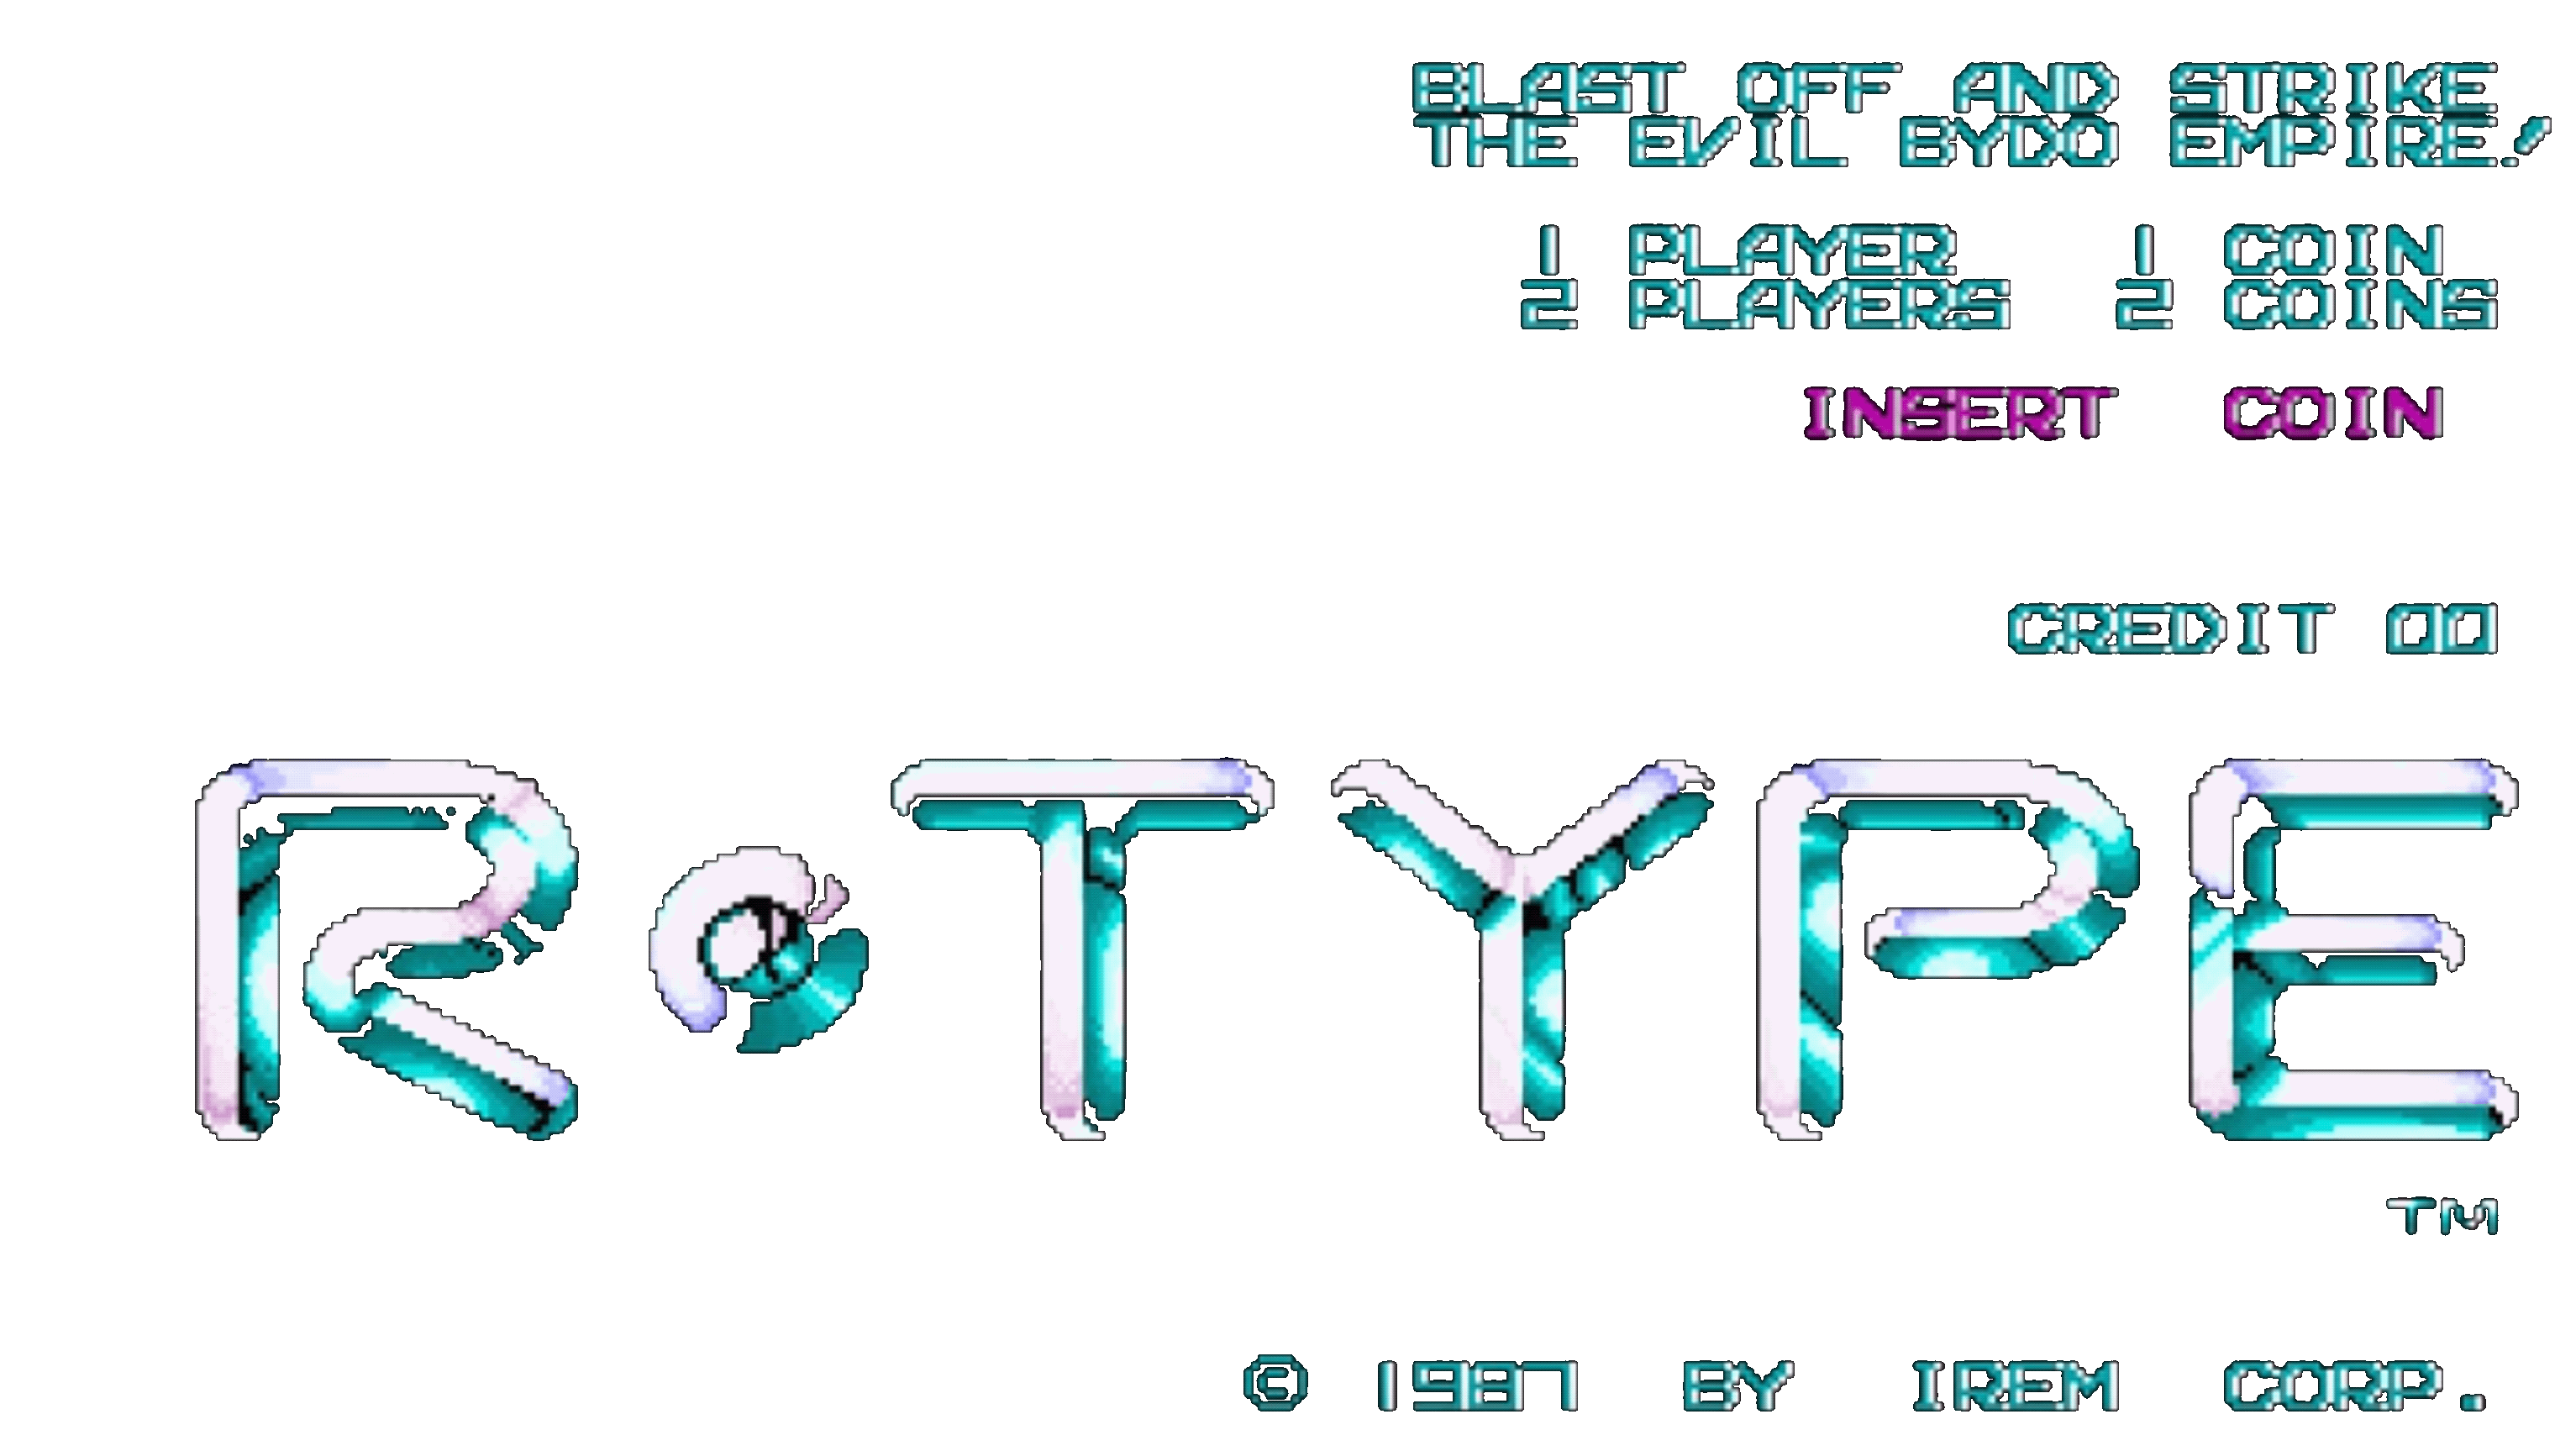 BLAST OFF AND STRIKE
THE EVIL BYDO EMPIRE!
1 PLAYER 1 COIN
2 PLAYERS 2 COINS
INSERT COIN
CREDIT 00
R•TYPE
TM
© 1987 BY IREM CORP.